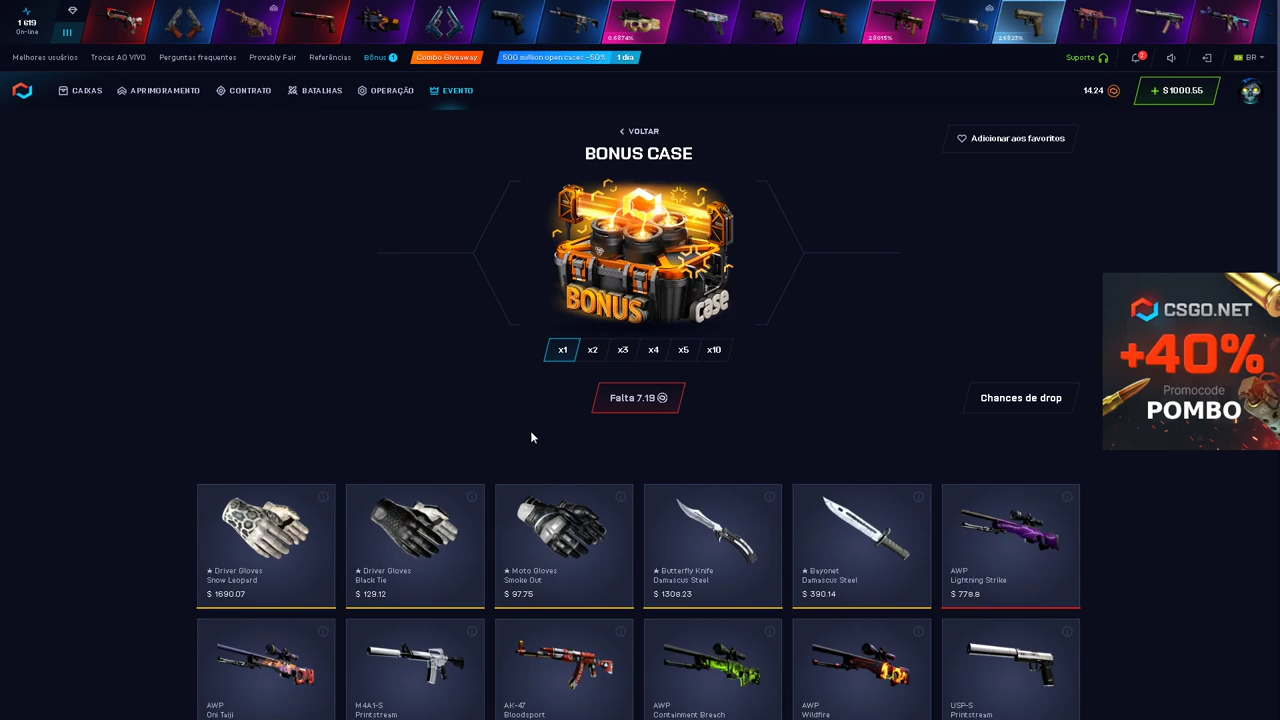 0.6874%
2.8015%
2.6823%
1 619
On-line
Melhores usuários
Trocas AO VIVO
Perguntas frequentes
Provably Fair
Referências
Bônus
Combo Giveaway
500 million open cases -50%
1 dia
Suporte
2
BR
CAIXAS
APRIMORAMENTO
CONTRATO
BATALHAS
OPERAÇÃO
EVENTO
14.24
+ $ 1000.55
VOLTAR
BONUS CASE
Adicionar aos favoritos
BONUS case
x1
x2
x3
x4
x5
x10
Falta 7.19
Chances de drop
CSGO.NET
+40%
Promocode
POMBO
★ Driver Gloves
Snow Leopard
$ 1690.07
★ Driver Gloves
Black Tie
$ 129.12
★ Moto Gloves
Smoke Out
$ 97.75
★ Butterfly Knife
Damascus Steel
$ 1308.23
★ Bayonet
Damascus Steel
$ 390.14
AWP
Lightning Strike
$ 778.8
AWP
Oni Taiji
M4A1-S
Printstream
AK-47
Bloodsport
AWP
Containment Breach
AWP
Wildfire
USP-S
Printstream